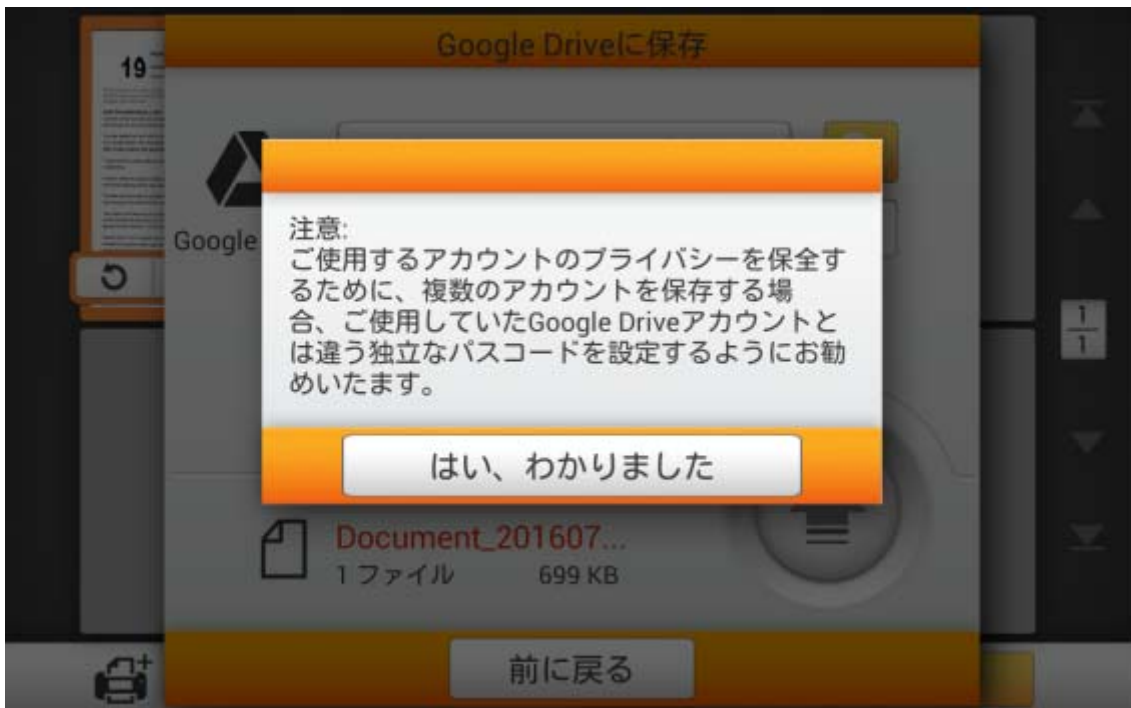 Google Driveに保存
19
Google
注意:
ご使用するアカウントのプライバシーを保全す
るために、複数のアカウントを保存する場
合、ご使用していたGoogle Driveアカウントと
は違う独立なパスコードを設定するようにお勧
めいたます。
はい、わかりました
1
1
Document_201607...
1 ファイル 699 KB
前に戻る